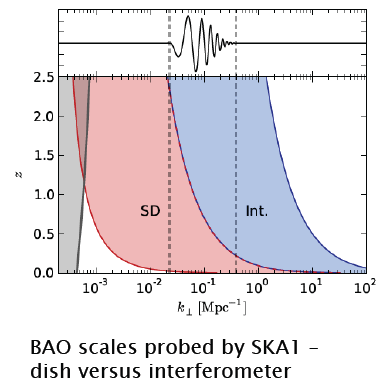 2.5
2.0
1.5
z
1.0
SD Int.
0.5
0.0
10⁻³ 10⁻² 10⁻¹ 10⁰ 10¹ 10²
k⊥ [Mpc⁻¹]
BAO scales probed by SKA1 –
dish versus interferometer